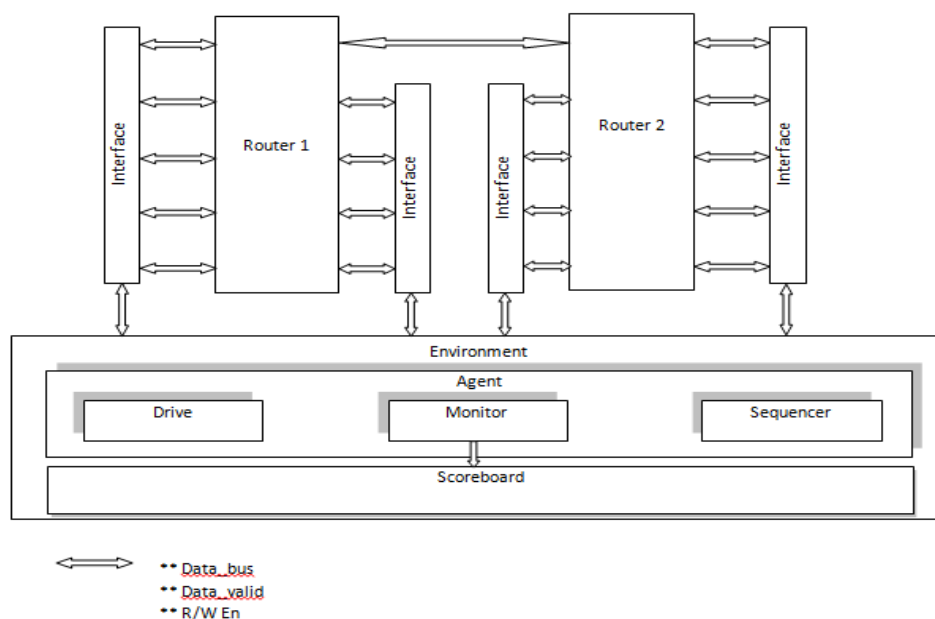 Interface
Router 1
Interface
Interface
Router 2
Interface
Environment
Agent
Drive
Monitor
Sequencer
Scoreboard
** Data_bus
** Data_valid
** R/W En